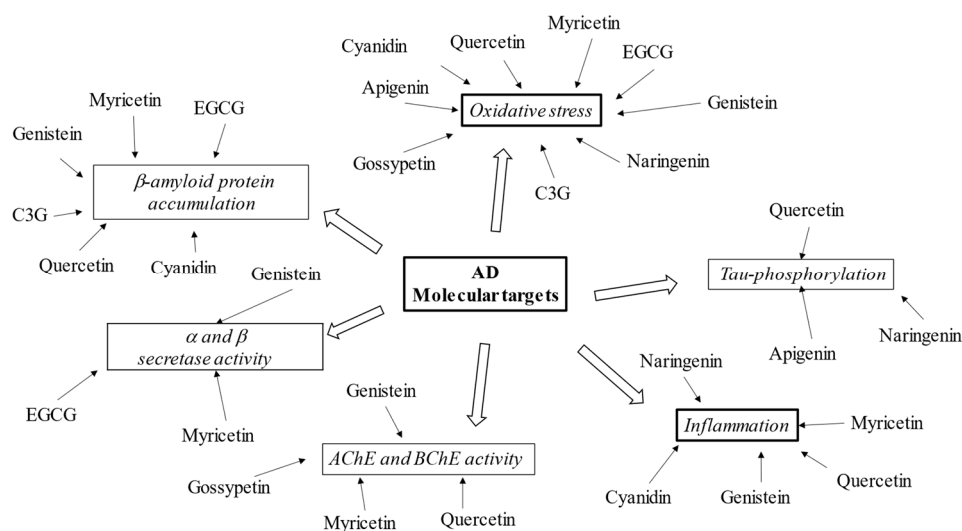 Myricetin
Cyanidin
Quercetin
EGCG
Apigenin
Oxidative stress
Genistein
Gossypetin
C3G
Naringenin
Myricetin
EGCG
Genistein
β-amyloid protein
accumulation
C3G
Quercetin
Cyanidin
AD
Molecular targets
Quercetin
Tau-phosphorylation
Apigenin
Naringenin
Genistein
α and β
secretase activity
EGCG
Myricetin
Genistein
AChE and BChE activity
Gossypetin
Myricetin
Quercetin
Naringenin
Inflammation
Myricetin
Cyanidin
Genistein
Quercetin